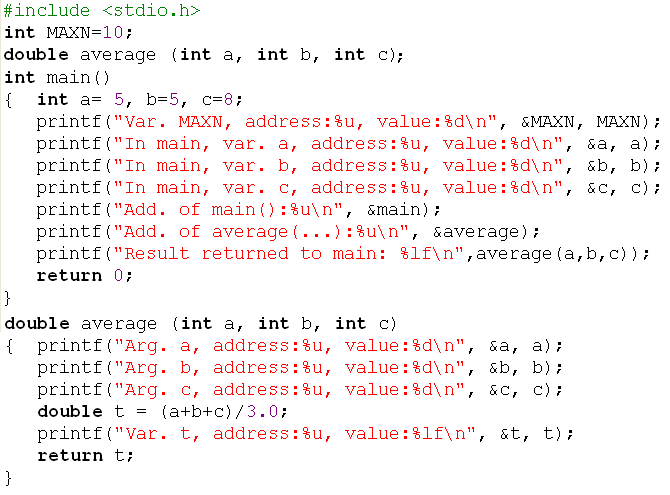 #include <stdio.h>
int MAXN=10;
double average (int a, int b, int c);
int main()
{  int a= 5, b=5, c=8;
   printf("Var. MAXN, address:%u, value:%d\n", &MAXN, MAXN);
   printf("In main, var. a, address:%u, value:%d\n", &a, a);
   printf("In main, var. b, address:%u, value:%d\n", &b, b);
   printf("In main, var. c, address:%u, value:%d\n", &c, c);
   printf("Add. of main():%u\n", &main);
   printf("Add. of average(...):%u\n", &average);
   printf("Result returned to main: %lf\n",average(a,b,c));
   return 0;
}
double average (int a, int b, int c)
{  printf("Arg. a, address:%u, value:%d\n", &a, a);
   printf("Arg. b, address:%u, value:%d\n", &b, b);
   printf("Arg. c, address:%u, value:%d\n", &c, c);
   double t = (a+b+c)/3.0;
   printf("Var. t, address:%u, value:%lf\n", &t, t);
   return t;
}